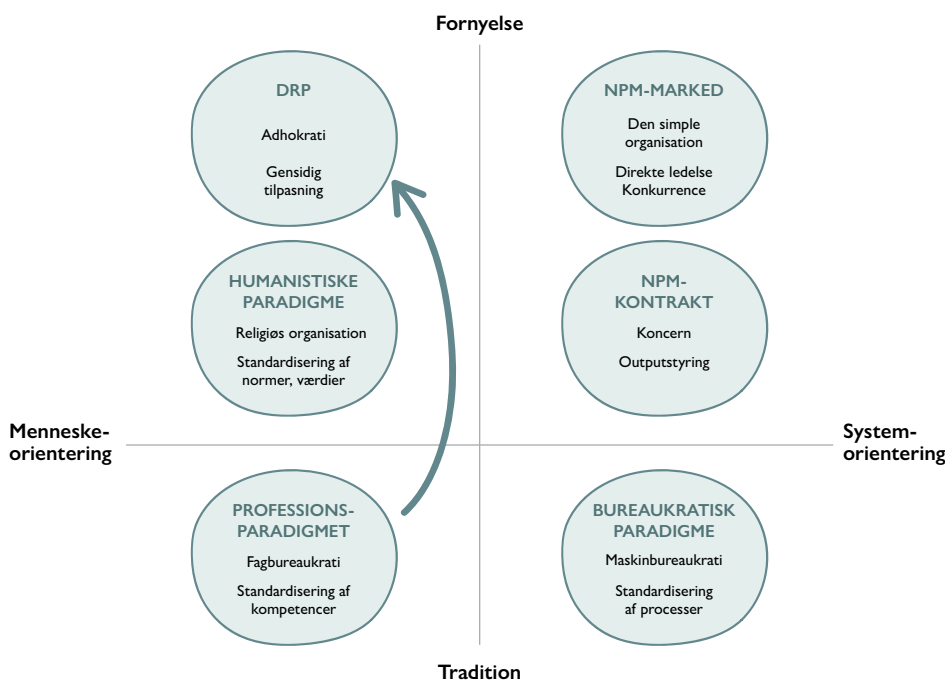 Fornyelse
DRP
Adhokrati
Gensidig
tilpasning
NPM-MARKED
Den simple
organisation
Direkte ledelse
Konkurrence
HUMANISTISKE
PARADIGME
Religiøs organisation
Standardisering af
normer, værdier
NPM-
KONTRAKT
Koncern
Outputstyring
Menneske-
orientering
System-
orientering
PROFESSIONS-
PARADIGMET
Fagbureaukrati
Standardisering af
kompetencer
BUREAUKRATISK
PARADIGME
Maskinbureaukrati
Standardisering
af processer
Tradition